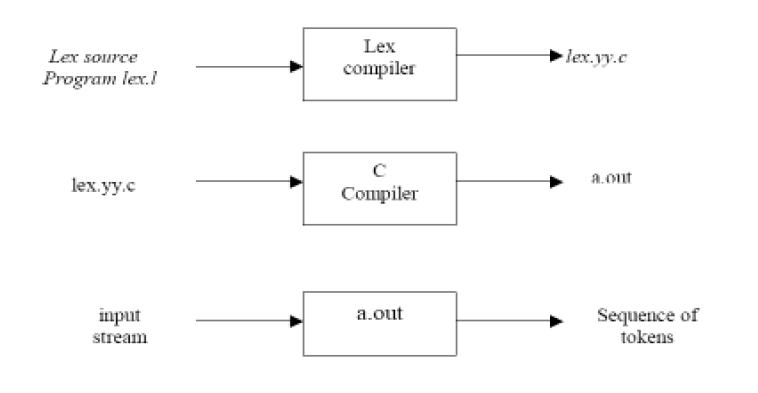 Lex source
Program lex.l
Lex
compiler
lex.yy.c
lex.yy.c
C
Compiler
a.out
input
stream
a.out
Sequence of
tokens